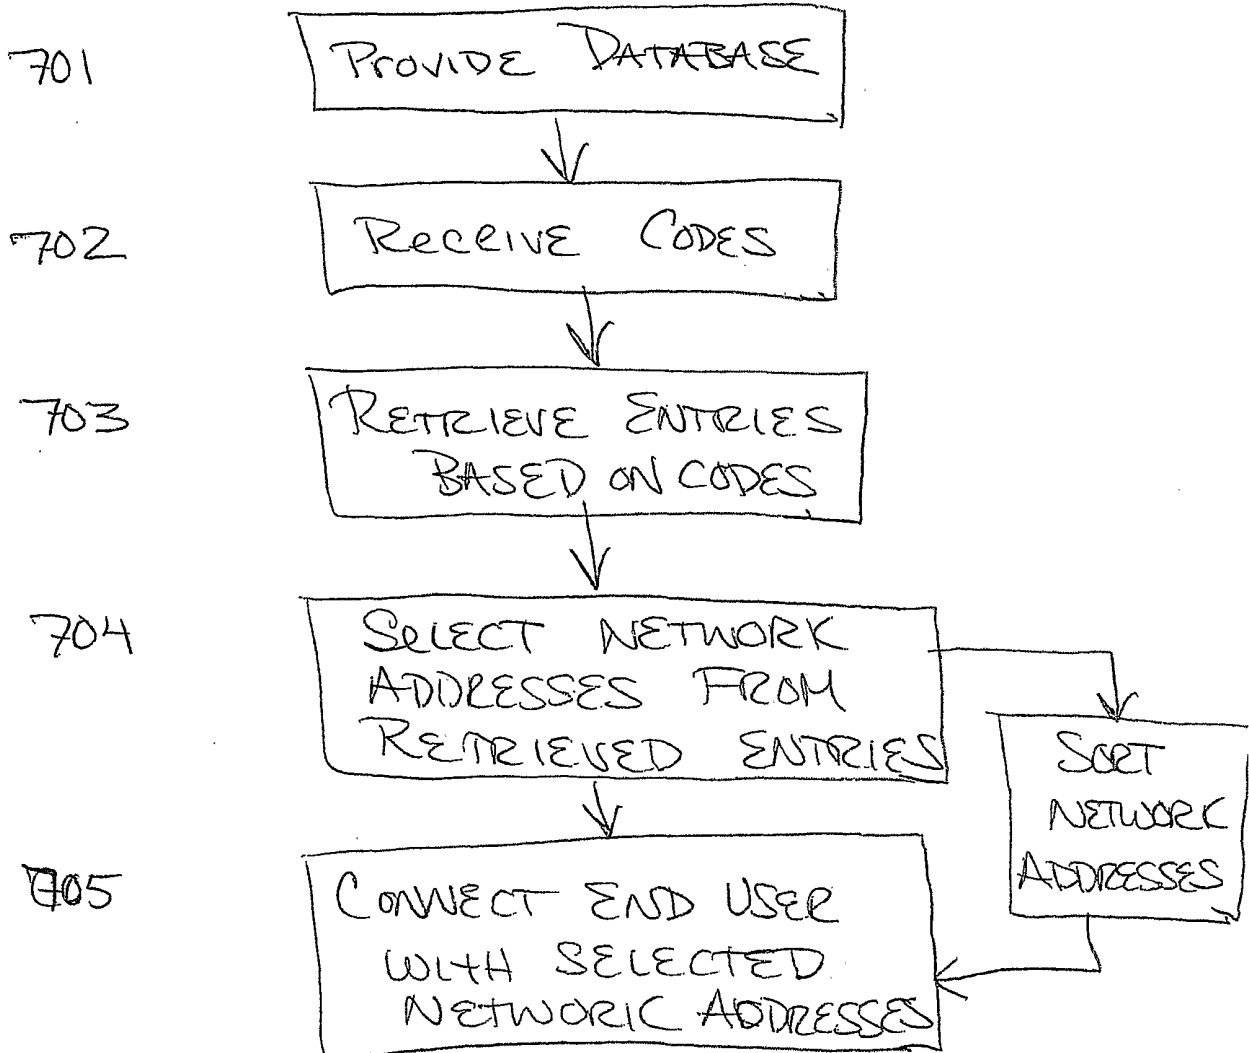 701
PROVIDE DATABASE
702
RECEIVE CODES
703
RETRIEVE ENTRIES
BASED ON CODES
704
SELECT NETWORK
ADDRESSES FROM
RETRIEVED ENTRIES
SORT
NETWORK
ADDRESSES
705
CONNECT END USER
WITH SELECTED
NETWORK ADDRESSES